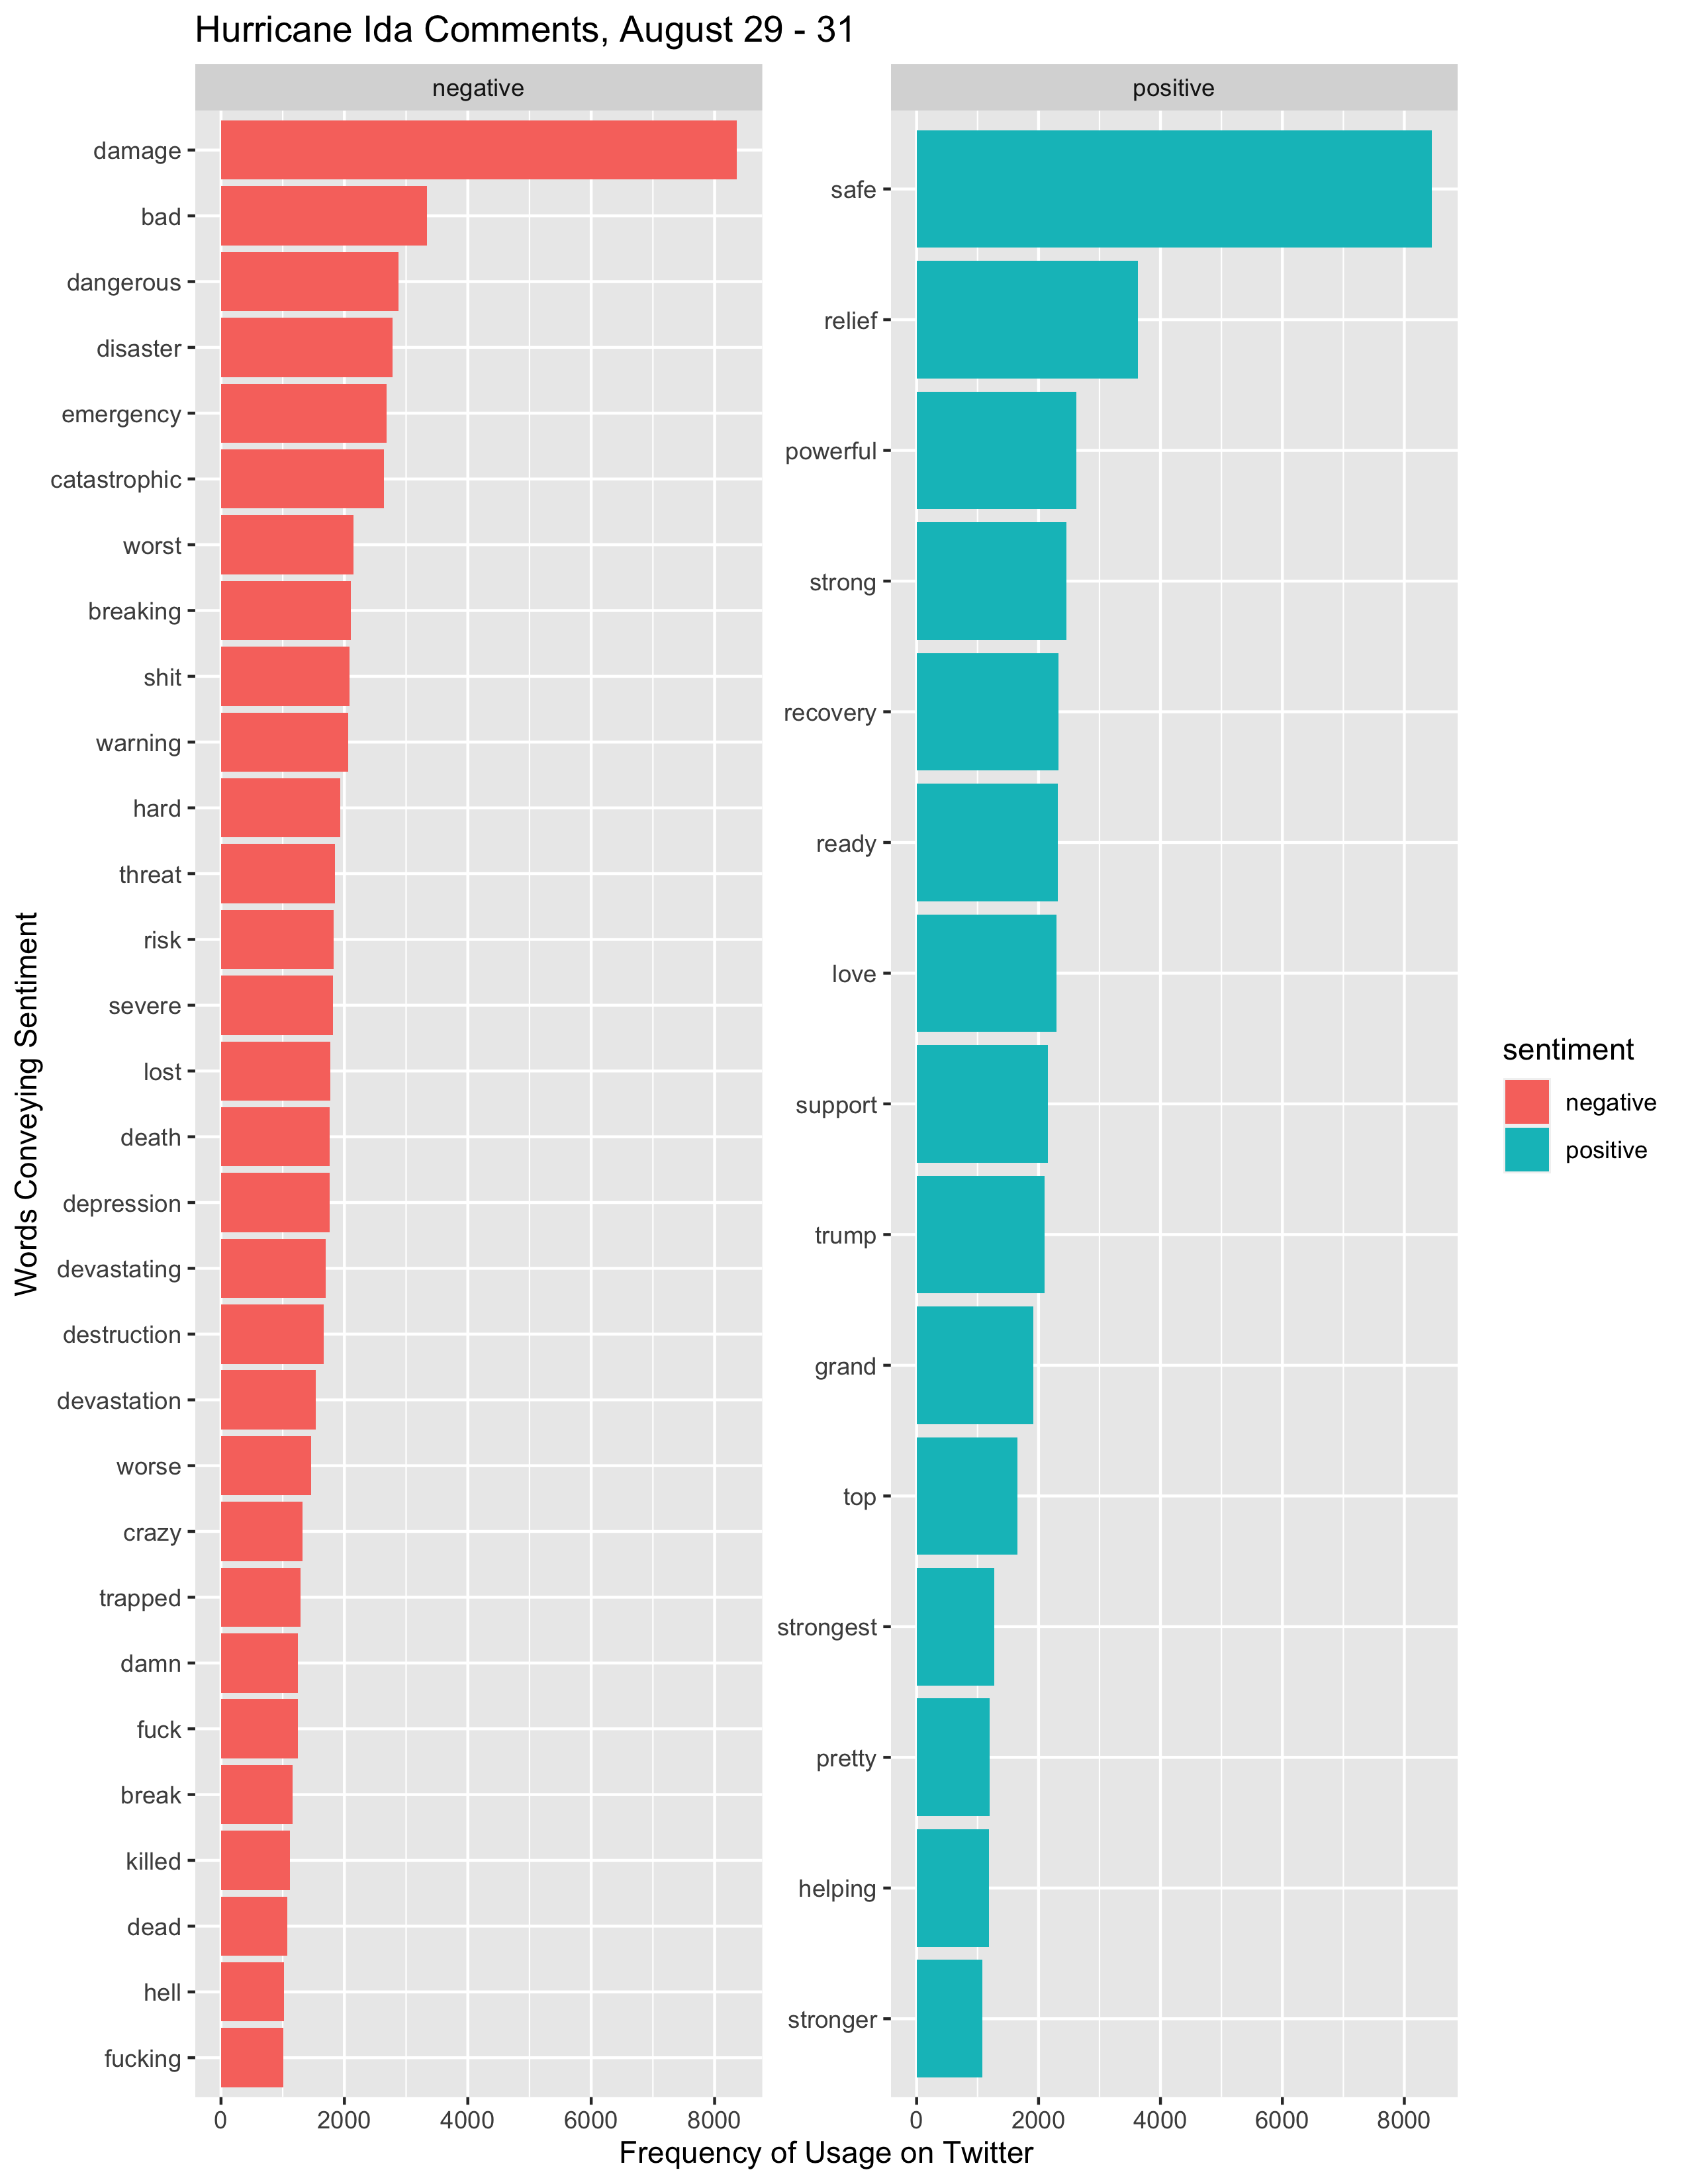 Hurricane Ida Comments, August 29 - 31
negative
positive
Words Conveying Sentiment
damage
bad
dangerous
disaster
emergency
catastrophic
worst
breaking
shit
warning
hard
threat
risk
severe
lost
death
depression
devastating
destruction
devastation
worse
crazy
trapped
damn
fuck
break
killed
dead
hell
fucking
0 2000 4000 6000 8000
safe
relief
powerful
strong
recovery
ready
love
support
trump
grand
top
strongest
pretty
helping
stronger
0 2000 4000 6000 8000
Frequency of Usage on Twitter
sentiment
negative
positive